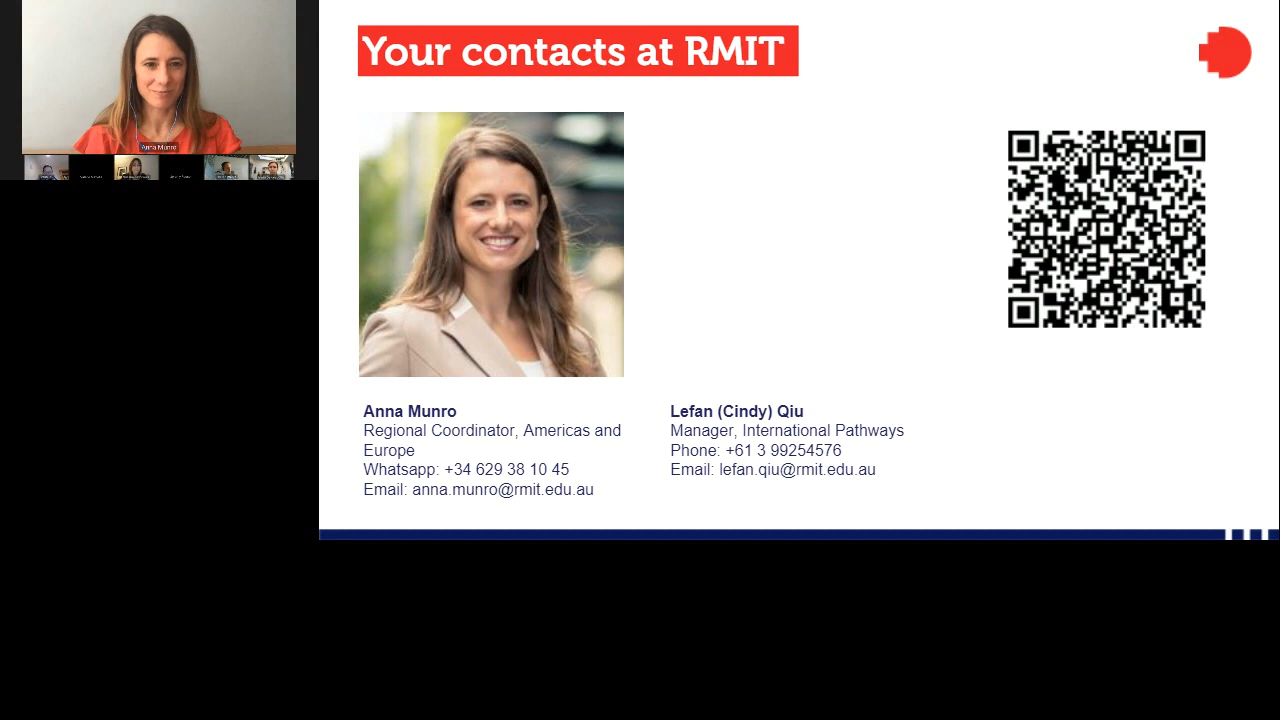 Your contacts at RMIT
Anna Munro
Anna Munro
Regional Coordinator, Americas and
Europe
Whatsapp: +34 629 38 10 45
Email: anna.munro@rmit.edu.au
Lefan (Cindy) Qiu
Manager, International Pathways
Phone: +61 3 99254576
Email: lefan.qiu@rmit.edu.au